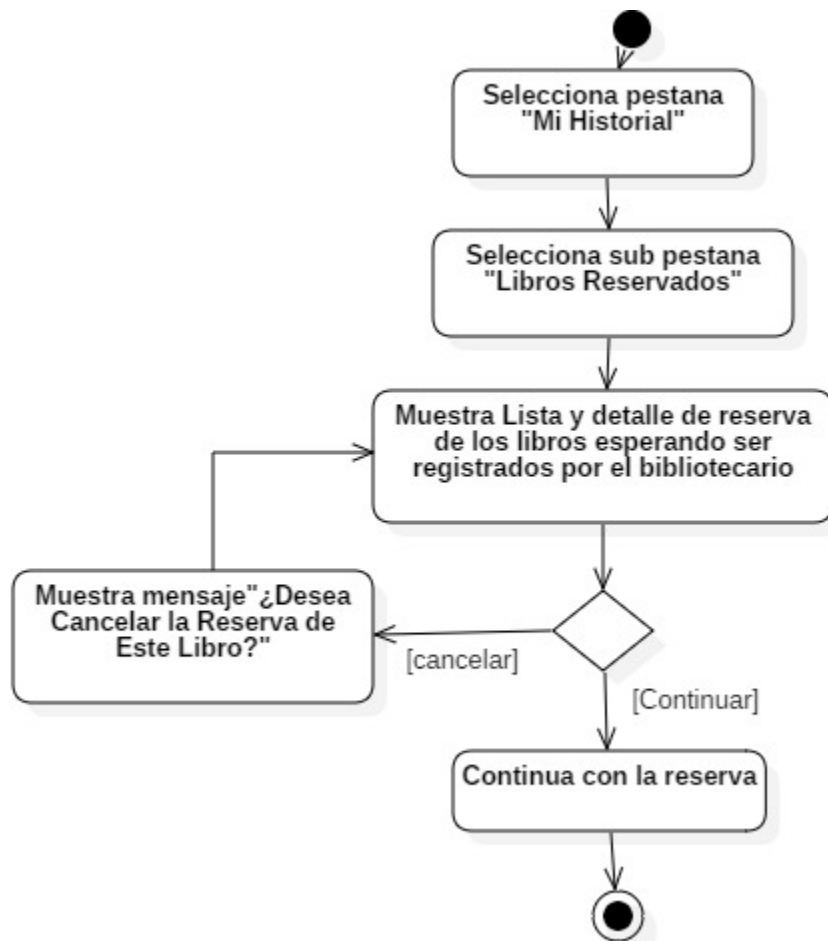 Selecciona pestana
"Mi Historial"
Selecciona sub pestana
"Libros Reservados"
Muestra Lista y detalle de reserva
de los libros esperando ser
registrados por el bibliotecario
Muestra mensaje"¿Desea
Cancelar la Reserva de
Este Libro?"
[cancelar]
[Continuar]
Continua con la reserva